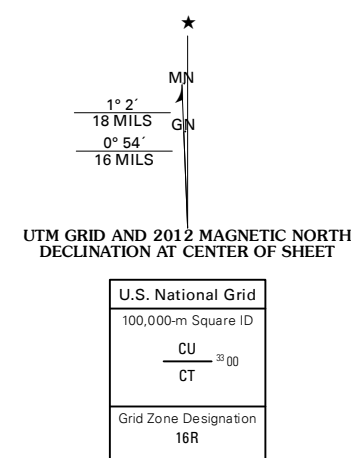 ★
MN
1° 2´
18 MILS
GN
0° 54´
16 MILS
UTM GRID AND 2012 MAGNETIC NORTH
DECLINATION AT CENTER OF SHEET
U.S. National Grid
100,000-m Square ID
CU
33 00
CT
Grid Zone Designation
16R